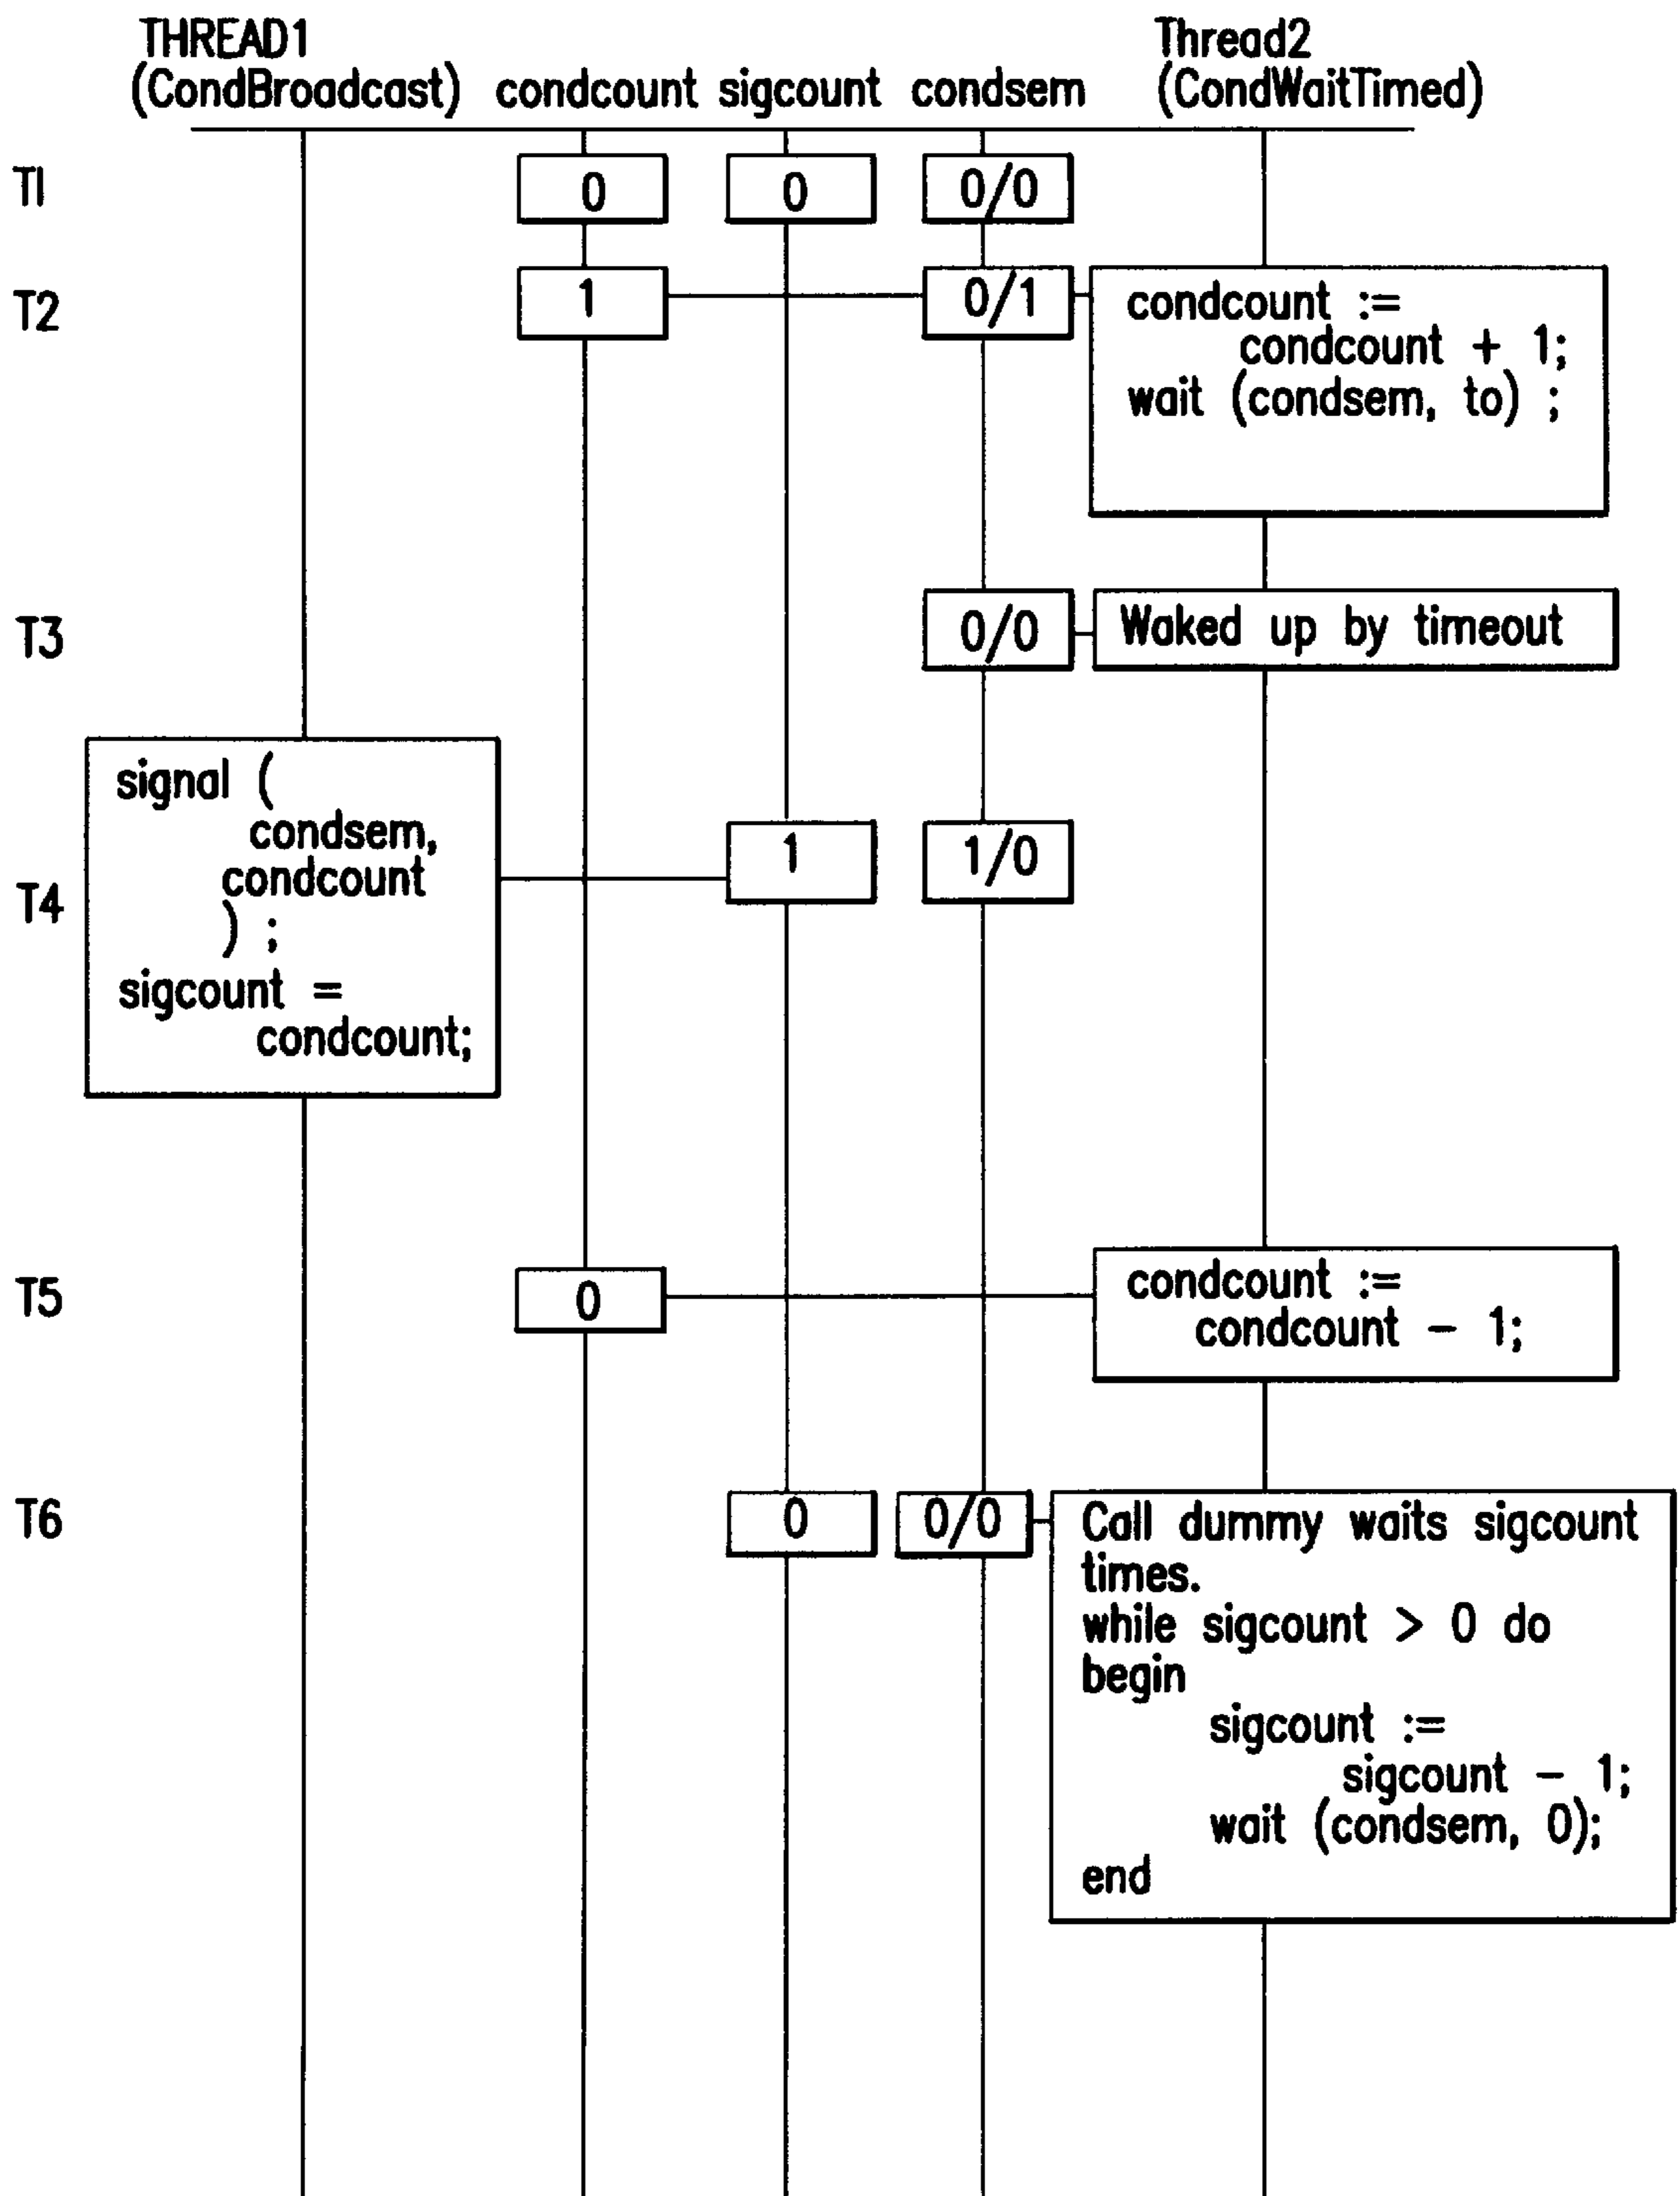 THREAD1
(CondBroadcast)
condcount
sigcount
condsem
Thread2
(CondWaitTimed)
T1
0
0
0/0
T2
1
0/1
condcount :=
condcount + 1;
wait (condsem, to) ;
T3
0/0
Waked up by timeout
T4
signal (
condsem,
condcount
) ;
sigcount =
condcount;
1
1/0
T5
0
condcount :=
condcount - 1;
T6
0
0/0
Call dummy waits sigcount
times.
while sigcount > 0 do
begin
sigcount :=
sigcount - 1;
wait (condsem, 0);
end